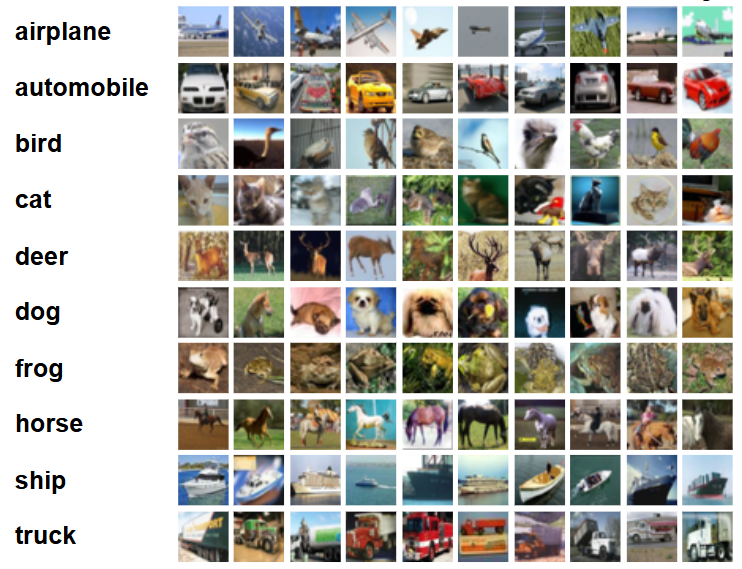 airplane
automobile
bird
cat
deer
dog
frog
horse
ship
truck